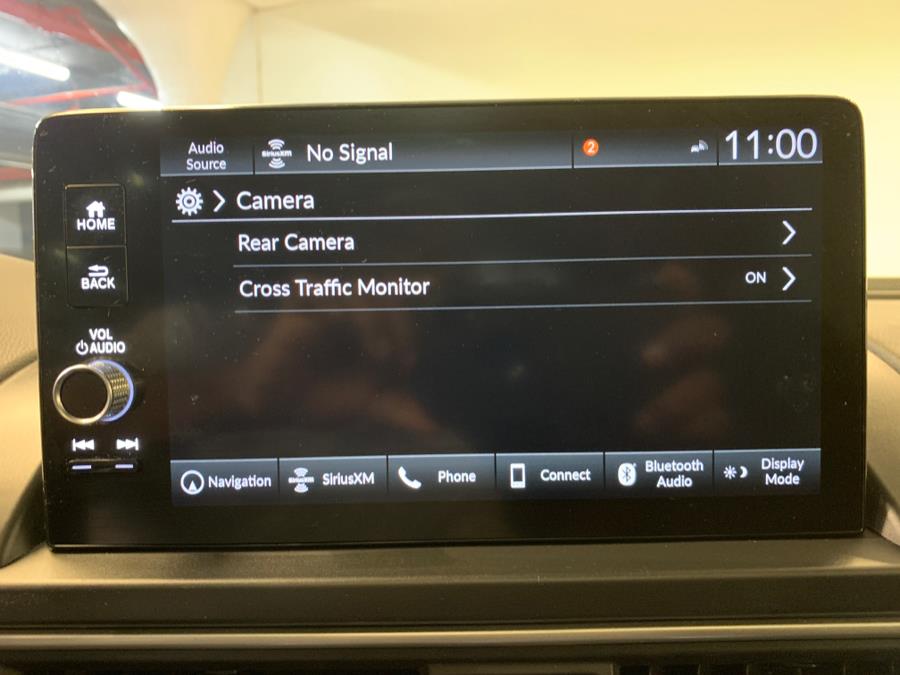 Audio
Source
SiriusXM
No Signal
2
11:00
Camera
HOME
Rear Camera
BACK
Cross Traffic Monitor
ON
VOL
AUDIO
Navigation
SiriusXM
SiriusXM
Phone
Connect
Bluetooth
Audio
Display
Mode